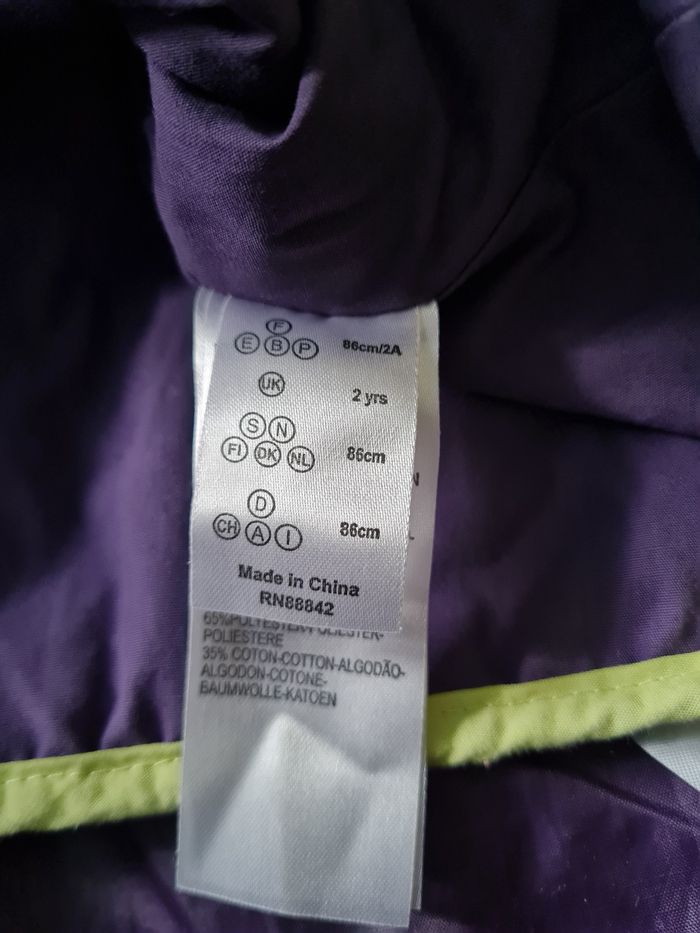 F
E B P 86cm/2A
UK 2 yrs
S N
FI DK NL 86cm
D
CH A I 86cm
Made in China
RN88842
65%POLYESTER-POLIESTER-
POLIESTERE
35% COTON-COTTON-ALGODÃO-
ALGODON-COTONE-
BAUMWOLLE-KATOEN